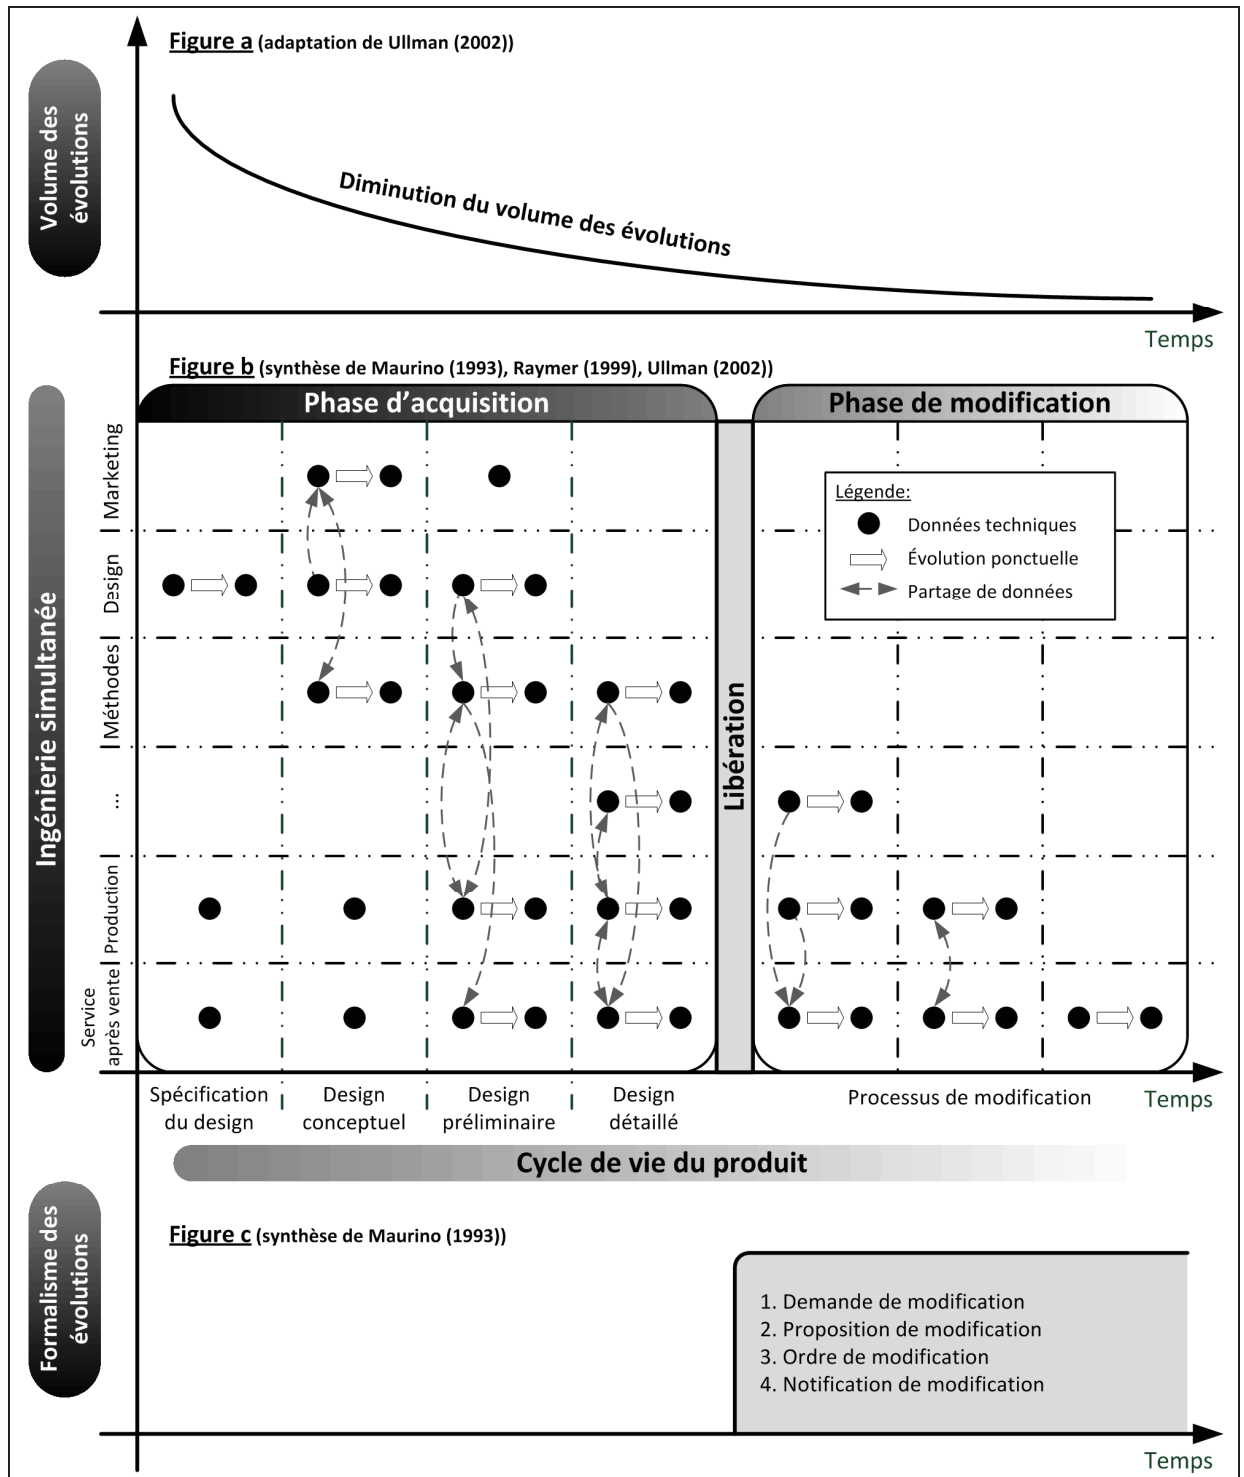 Figure a (adaptation de Ullman (2002))
Volume des
évolutions
Diminution du volume des évolutions
Temps
Figure b (synthèse de Maurino (1993), Raymer (1999), Ullman (2002))
Phase d’acquisition
Phase de modification
Ingénierie simultanée
Marketing
Design
Méthodes
...
Production
Service
après vente
Légende:
Données techniques
Évolution ponctuelle
Partage de données
Libération
Spécification
du design
Design
conceptuel
Design
préliminaire
Design
détaillé
Processus de modification
Temps
Cycle de vie du produit
Formalisme des
évolutions
Figure c (synthèse de Maurino (1993))
1. Demande de modification
2. Proposition de modification
3. Ordre de modification
4. Notification de modification
Temps